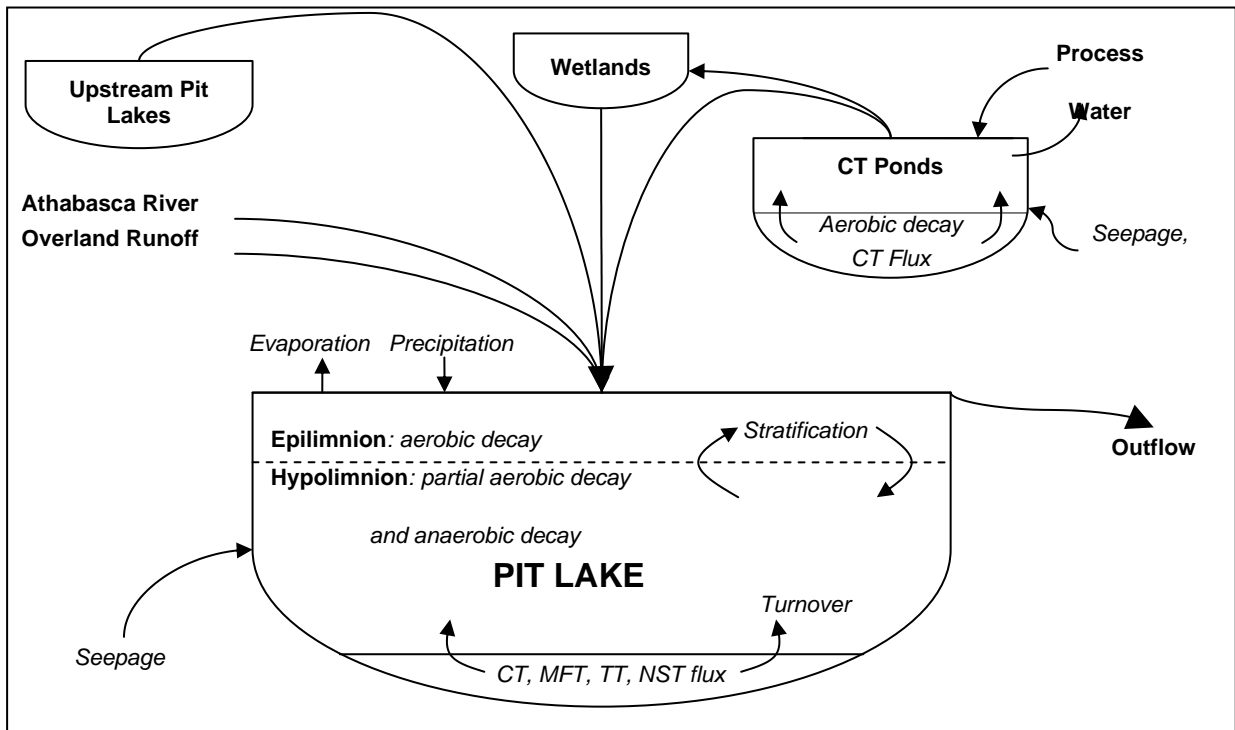 Upstream Pit
Lakes
Wetlands
Process
Water
CT Ponds
Aerobic decay
CT Flux
Seepage,
Athabasca River
Overland Runoff
Evaporation
Precipitation
Epilimnion: aerobic decay
Stratification
Outflow
Hypolimnion: partial aerobic decay
and anaerobic decay
PIT LAKE
Turnover
Seepage
CT, MFT, TT, NST flux